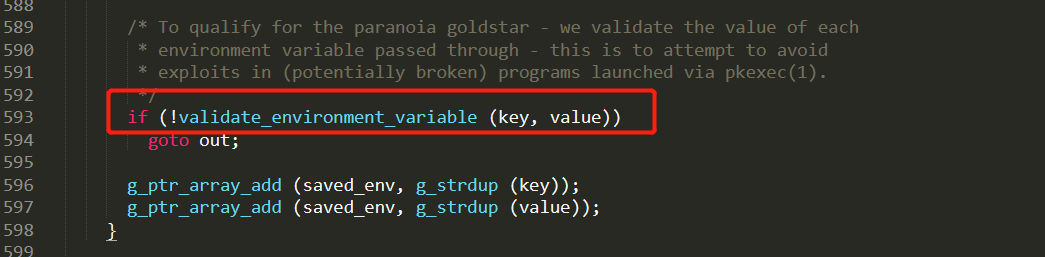 588
589 /* To qualify for the paranoia goldstar - we validate the value of each
590 * environment variable passed through - this is to attempt to avoid
591 * exploits in (potentially broken) programs launched via pkexec(1).
592 */
593 if (!validate_environment_variable (key, value))
594 goto out;
595
596 g_ptr_array_add (saved_env, g_strdup (key));
597 g_ptr_array_add (saved_env, g_strdup (value));
598 }
599